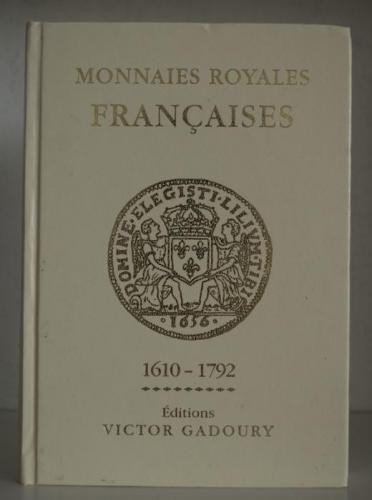 MONNAIES ROYALES
FRANÇAISES
DOMINE·ELEGISTI·LILIVM·TIBI
·1656·
1610 - 1792
Éditions
VICTOR GADOURY